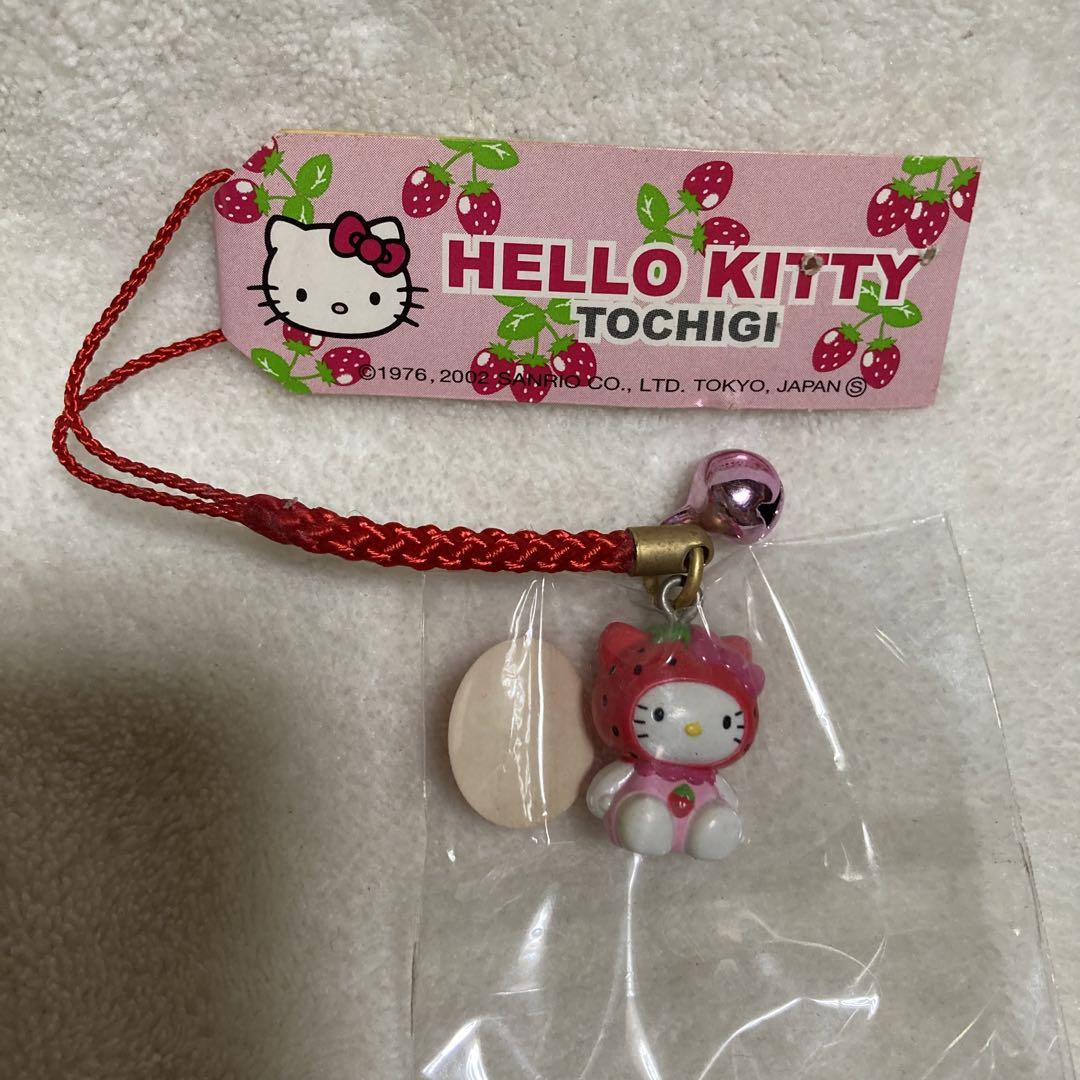 HELLO KITTY
TOCHIGI
©1976, 2002 SANRIO CO., LTD. TOKYO, JAPAN Ⓢ